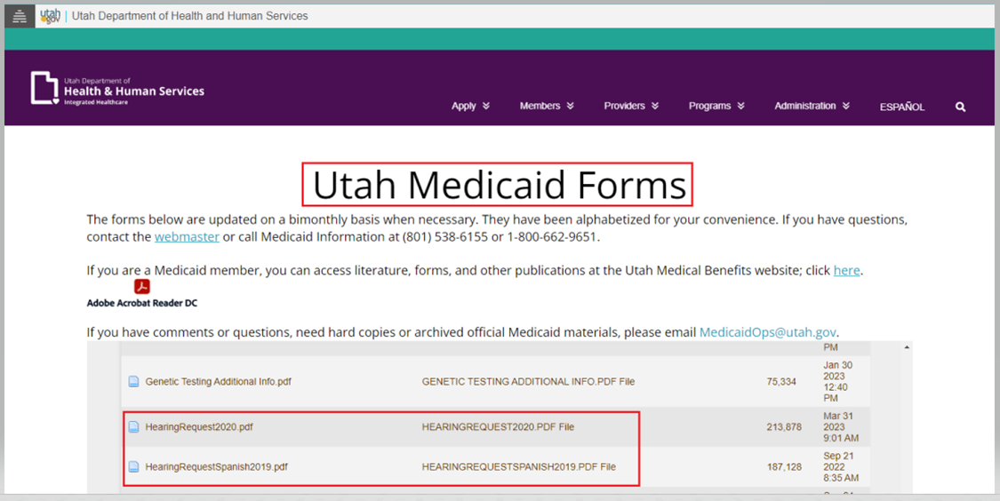 utah gov | Utah Department of Health and Human Services
Utah Department of
Health & Human Services
Integrated Healthcare
Apply Members Providers Programs Administration ESPAÑOL
Utah Medicaid Forms
The forms below are updated on a bimonthly basis when necessary. They have been alphabetized for your convenience. If you have questions,
contact the webmaster or call Medicaid Information at (801) 538-6155 or 1-800-662-9651.
If you are a Medicaid member, you can access literature, forms, and other publications at the Utah Medical Benefits website; click here.
Adobe Acrobat Reader DC
If you have comments or questions, need hard copies or archived official Medicaid materials, please email MedicaidOps@utah.gov.
PM
Genetic Testing Additional Info.pdf GENETIC TESTING ADDITIONAL INFO.PDF File 75,334 Jan 30
2023
12:40
PM
HearingRequest2020.pdf HEARINGREQUEST2020.PDF File 213,878 Mar 31
2023
9:01 AM
HearingRequestSpanish2019.pdf HEARINGREQUESTSPANISH2019.PDF File 187,128 Sep 21
2022
8:35 AM